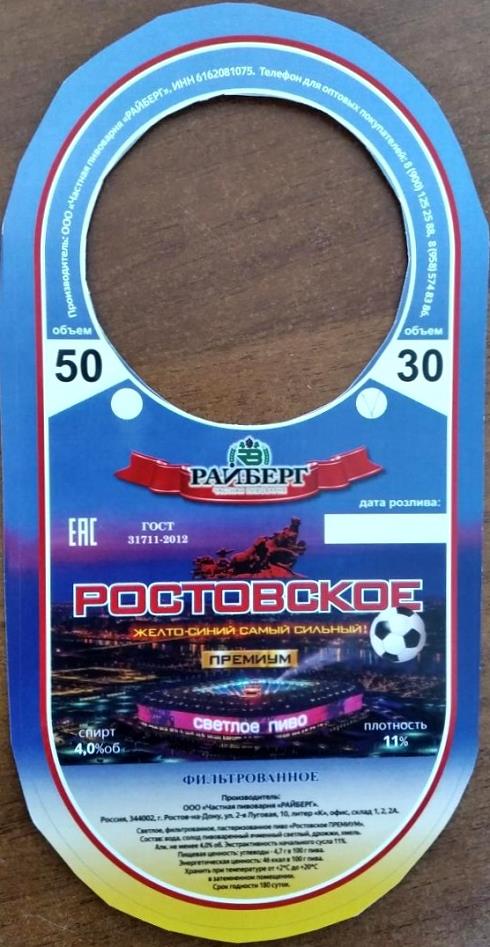 Производитель: ООО «Частная пивоварня «РАЙБЕРГ», ИНН 6162081075. Телефон для оптовых покупателей: 8 (900) 125 25 88, 8 (958) 574 83 86.
объем
50
объем
30
РАЙБЕРГ
дата розлива:
ЕАС
ГОСТ
31711-2012
РОСТОВСКОЕ
ЖЕЛТО-СИНИЙ САМЫЙ СИЛЬНЫЙ!
ПРЕМИУМ
светлое пиво
спирт
4,0%об
плотность
11%
ФИЛЬТРОВАННОЕ
Производитель:
ООО «Частная пивоварня «РАЙБЕРГ».
Россия, 344002, г. Ростов-на-Дону, ул. 2-я Луговая, 10, литер «К», офис, склад 1, 2, 2А.
Светлое, фильтрованное, пастеризованное пиво «Ростовское ПРЕМИУМ».
Состав: вода, солод пивоваренный ячменный светлый, дрожжи, хмель.
Алк. не менее 4,0% об. Экстрактивность начального сусла 11%.
Пищевая ценность: углеводы - 4,7 г в 100 г пива.
Энергетическая ценность: 46 ккал в 100 г пива.
Хранить при температуре от +2°С до +20°С
в затемненном помещении.
Срок годности 180 суток.